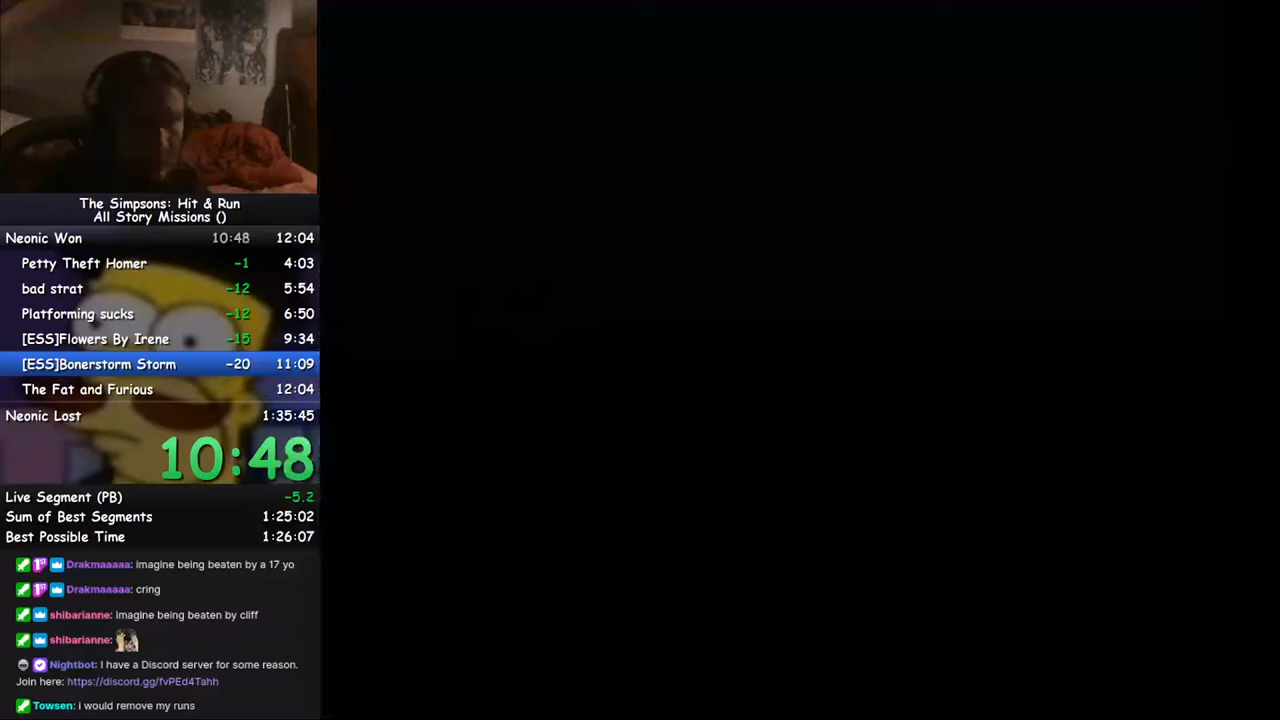 The Simpsons: Hit & Run
All Story Missions ()
Neonic Won 10:48 12:04
Petty Theft Homer -1 4:03
bad strat -12 5:54
Platforming sucks -12 6:50
[ESS]Flowers By Irene -15 9:34
[ESS]Bonerstorm Storm -20 11:09
The Fat and Furious 12:04
Neonic Lost 1:35:45
10:48
Live Segment (PB) -5.2
Sum of Best Segments 1:25:02
Best Possible Time 1:26:07
Drakmaaaaa: imagine being beaten by a 17 yo
Drakmaaaaa: cring
shibarianne: imagine being beaten by cliff
shibarianne:
Nightbot: I have a Discord server for some reason.
Join here: https://discord.gg/fvPEd4Tahh
Towsen: i would remove my runs